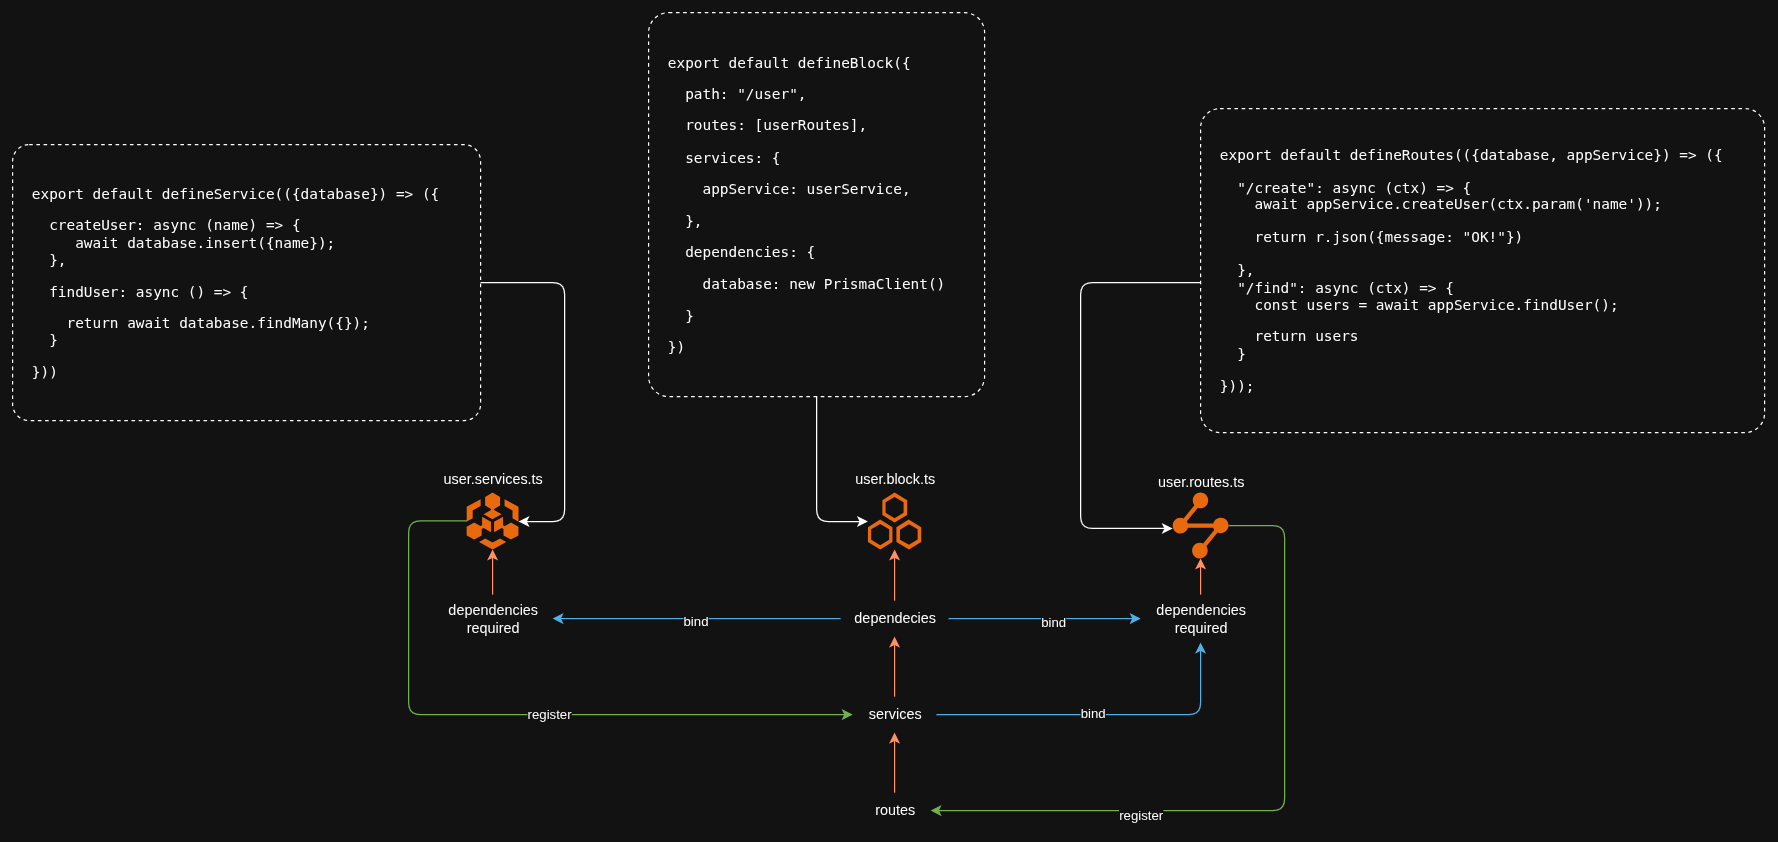 export default defineService(({database}) => ({
  createUser: async (name) => {
     await database.insert({name});
  },
  findUser: async () => {
    return await database.findMany({});
  }
}))
export default defineBlock({
  path: "/user",
  routes: [userRoutes],
  services: {
    appService: userService,
  },
  dependencies: {
    database: new PrismaClient()
  }
})
export default defineRoutes(({database, appService}) => ({
  "/create": async (ctx) => {
    await appService.createUser(ctx.param('name'));
    return r.json({message: "OK!"})
  },
  "/find": async (ctx) => {
    const users = await appService.findUser();
    return users
  }
}));
user.services.ts
user.block.ts
user.routes.ts
dependencies
required
bind
dependecies
bind
dependencies
required
register
services
bind
routes
register